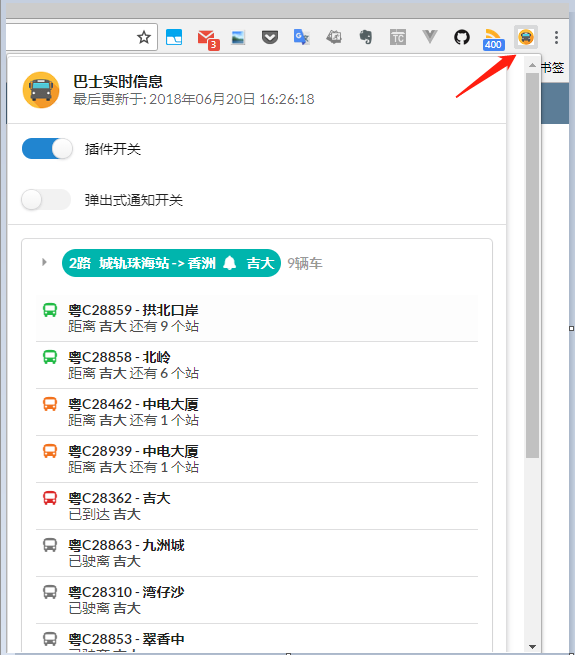 3
TC
400
书签
巴士实时信息
最后更新于: 2018年06月20日 16:26:18
插件开关
弹出式通知开关
2路 城轨珠海站 -> 香洲 吉大 9辆车
粤C28859 - 拱北口岸
距离 吉大 还有 9 个站
粤C28858 - 北岭
距离 吉大 还有 6 个站
粤C28462 - 中电大厦
距离 吉大 还有 1 个站
粤C28939 - 中电大厦
距离 吉大 还有 1 个站
粤C28362 - 吉大
已到达 吉大
粤C28863 - 九洲城
已驶离 吉大
粤C28310 - 湾仔沙
已驶离 吉大
粤C28853 - 翠香中
已驶离 吉大